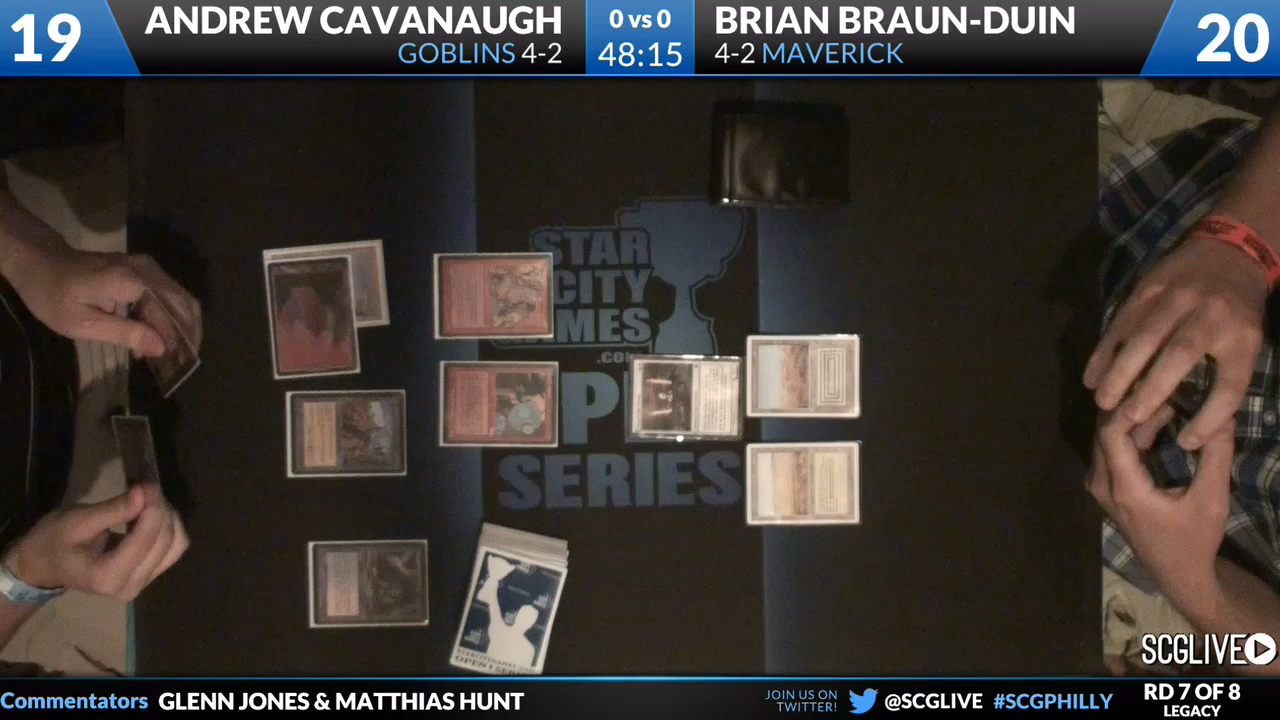 19
ANDREW CAVANAUGH
GOBLINS 4-2
0 vs 0
48:15
BRIAN BRAUN-DUIN
4-2 MAVERICK
20
STAR
CITY
GAMES
.com
SERIES
OPEN SERIES
SCGLIVE
Commentators GLENN JONES & MATTHIAS HUNT
JOIN US ON
TWITTER!
@SCGLIVE #SCGPHILLY
RD 7 OF 8
LEGACY